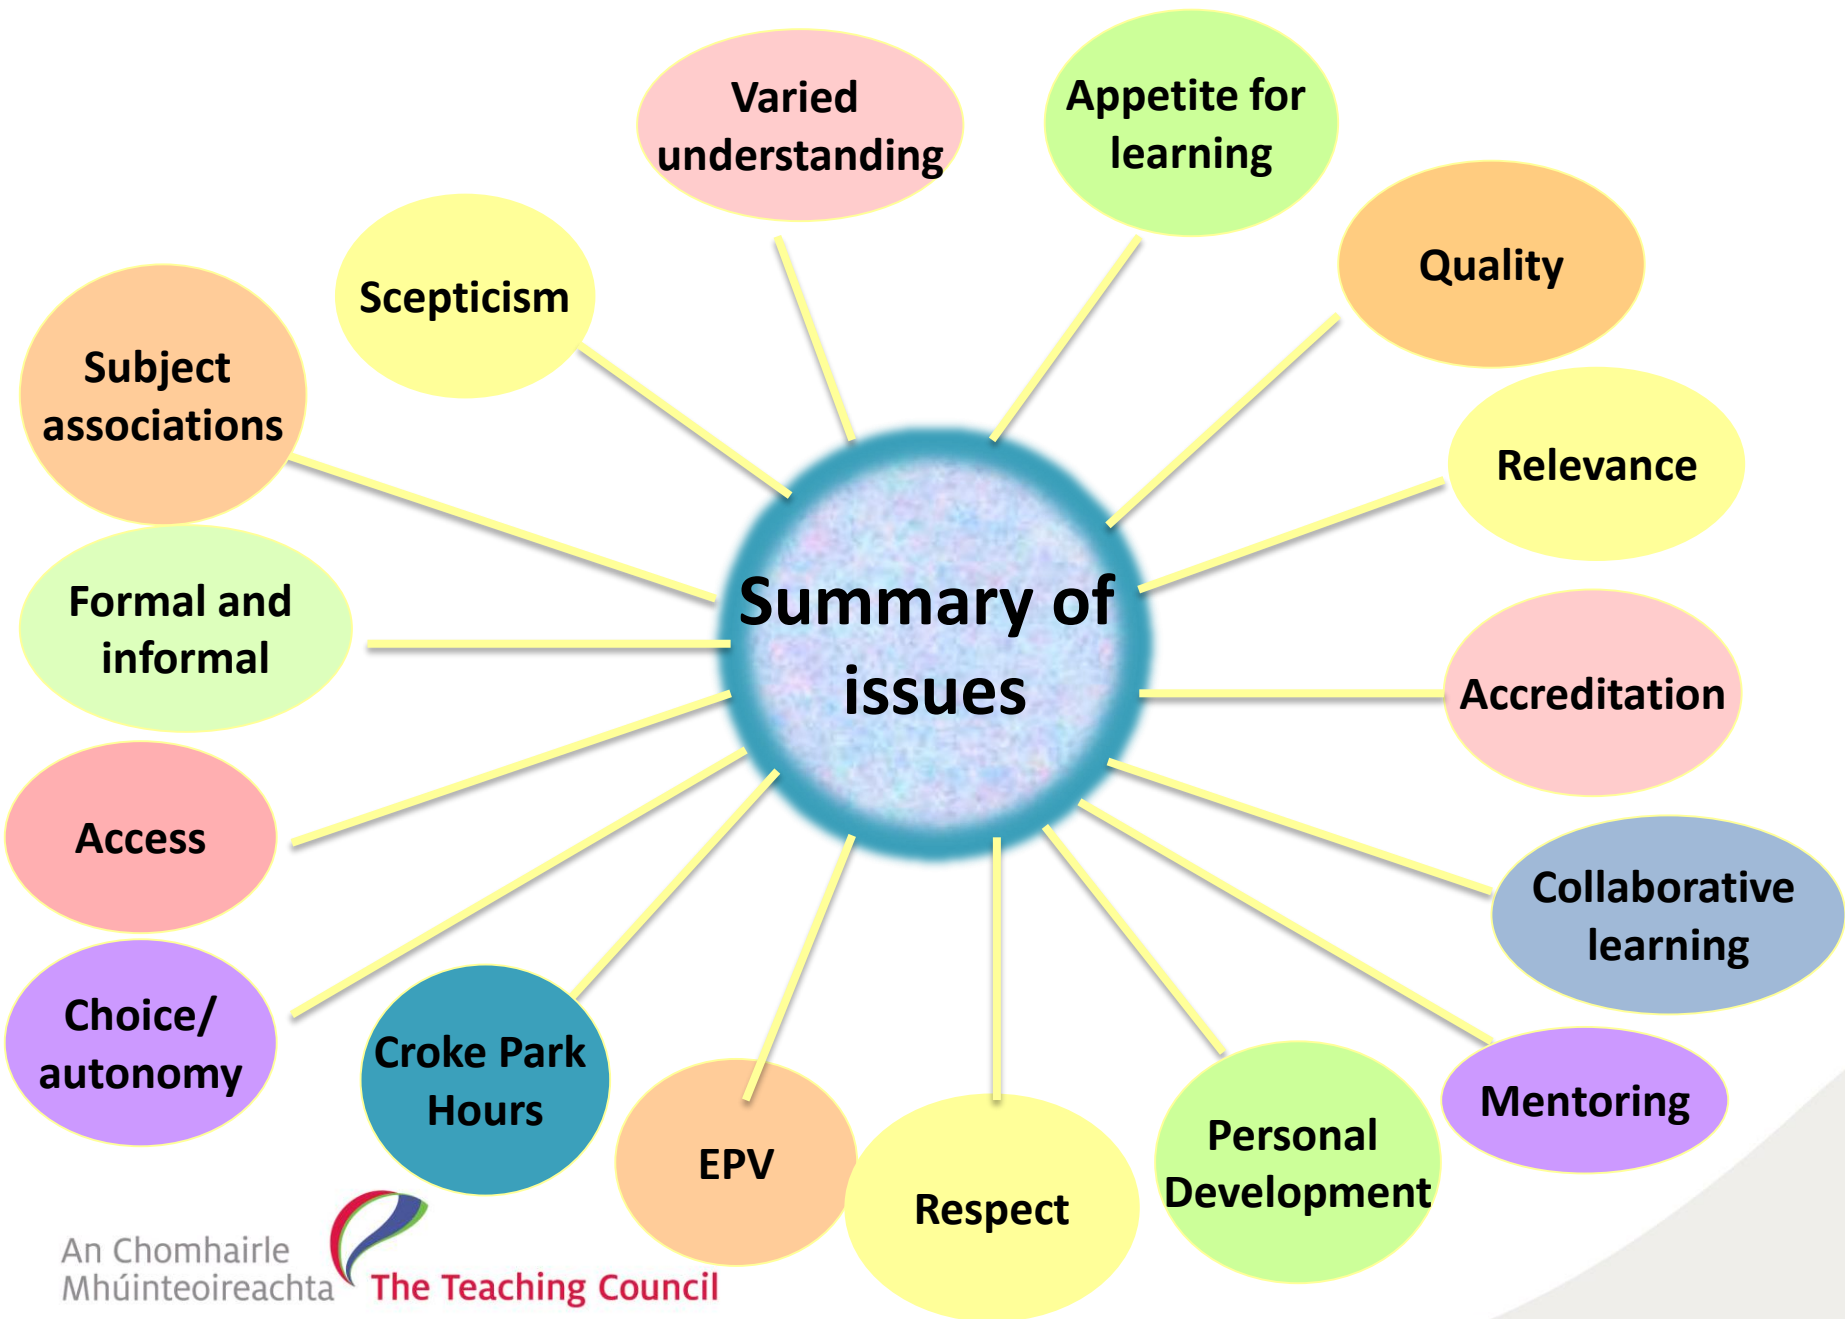 Varied
understanding
Appetite for
learning
Quality
Scepticism
Subject
associations
Relevance
Summary of
issues
Formal and
informal
Accreditation
Access
Collaborative
learning
Choice/
autonomy
Croke Park
Hours
EPV
Respect
Personal
Development
Mentoring
An Chomhairle
Mhúinteoireachta
The Teaching Council